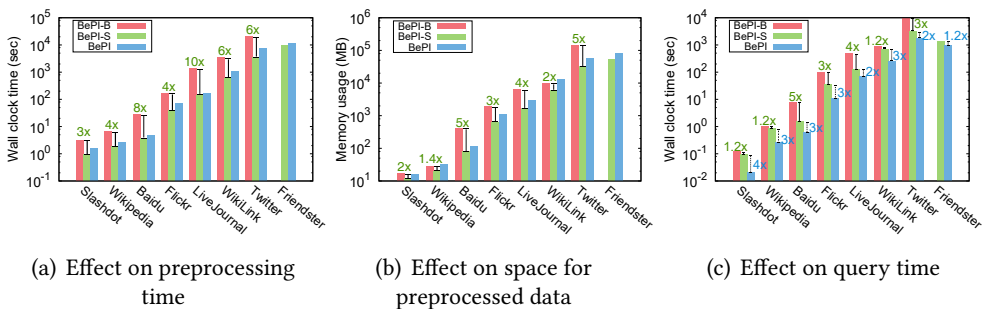 BePI-B
BePI-S
BePI
Wall clock time (sec)
10^5
10^4
10^3
10^2
10^1
10^0
10^-1
3x
4x
8x
4x
10x
6x
6x
Slashdot
Wikipedia
Baidu
Flickr
LiveJournal
WikiLink
Twitter
Friendster
(a) Effect on preprocessing
time
BePI-B
BePI-S
BePI
Memory usage (MB)
10^6
10^5
10^4
10^3
10^2
10^1
2x
1.4x
5x
3x
4x
2x
5x
Slashdot
Wikipedia
Baidu
Flickr
LiveJournal
WikiLink
Twitter
Friendster
(b) Effect on space for
preprocessed data
BePI-B
BePI-S
BePI
Wall clock time (sec)
10^4
10^3
10^2
10^1
10^0
10^-1
10^-2
1.2x
4x
1.2x
3x
5x
3x
3x
3x
4x
2x
1.2x
3x
3x
2x
1.2x
Slashdot
Wikipedia
Baidu
Flickr
LiveJournal
WikiLink
Twitter
Friendster
(c) Effect on query time